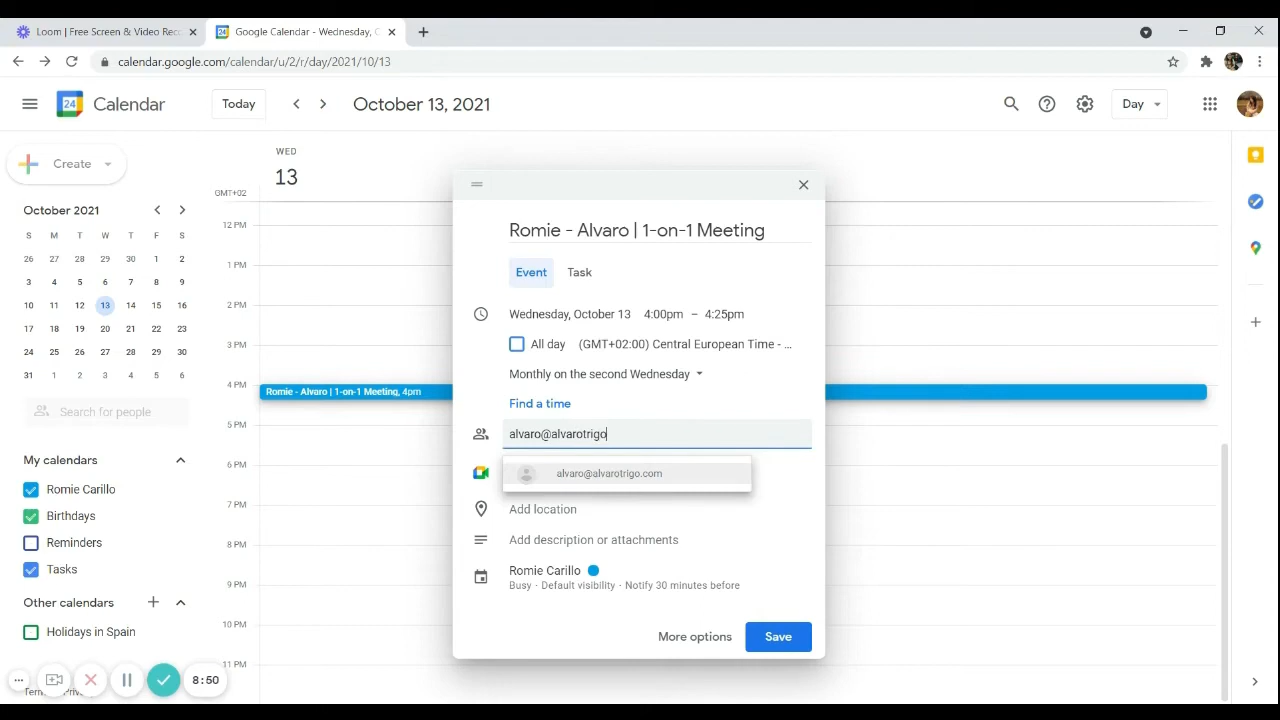 Loom | Free Screen & Video Rec
Google Calendar - Wednesday, O
calendar.google.com/calendar/u/2/r/day/2021/10/13
24
Calendar
Today
October 13, 2021
Day
Create
WED
13
GMT+02
October 2021
S M T W T F S
26 27 28 29 30 1 2
3 4 5 6 7 8 9
10 11 12 13 14 15 16
17 18 19 20 21 22 23
24 25 26 27 28 29 30
31 1 2 3 4 5 6
Search for people
My calendars
Romie Carillo
Birthdays
Reminders
Tasks
Other calendars
Holidays in Spain
8:50
12 PM
1 PM
2 PM
3 PM
4 PM
5 PM
6 PM
7 PM
8 PM
9 PM
10 PM
11 PM
Romie - Alvaro | 1-on-1 Meeting, 4pm
Romie - Alvaro | 1-on-1 Meeting
Event Task
Wednesday, October 13 4:00pm – 4:25pm
All day (GMT+02:00) Central European Time - ...
Monthly on the second Wednesday
Find a time
alvaro@alvarotrigo
alvaro@alvarotrigo.com
Add location
Add description or attachments
Romie Carillo
Busy · Default visibility · Notify 30 minutes before
More options
Save